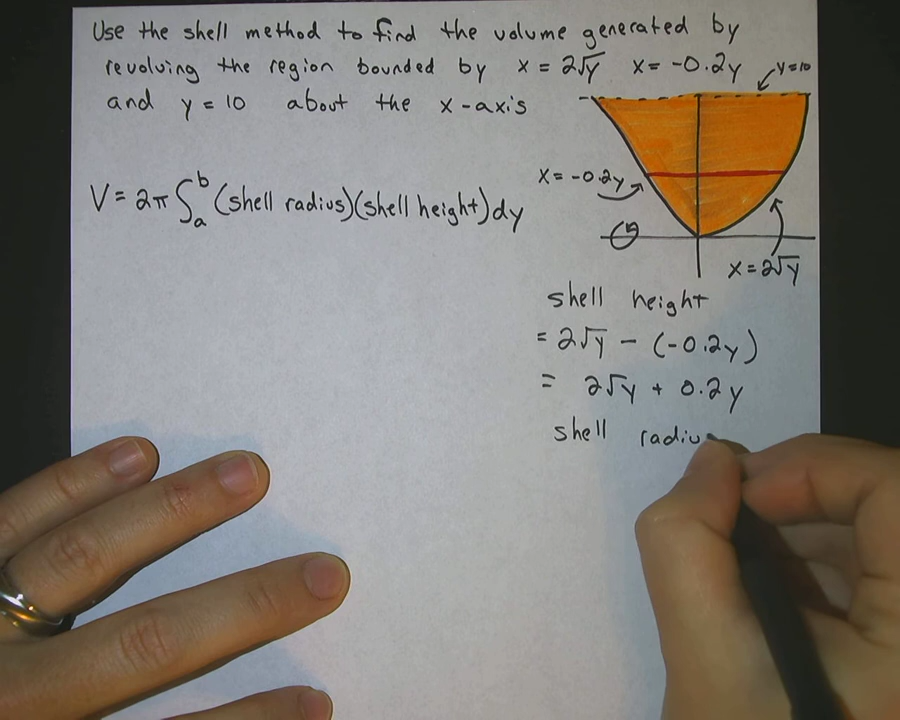 Use the shell method to find the volume generated by
revolving the region bounded by x = 2√y x = -0.2y
and y = 10 about the x-axis
y = 10
x = -0.2y
V = 2π ∫ₐᵇ (shell radius)(shell height) dy
x = 2√y
shell height
= 2√y - (-0.2y)
= 2√y + 0.2y
shell radiu